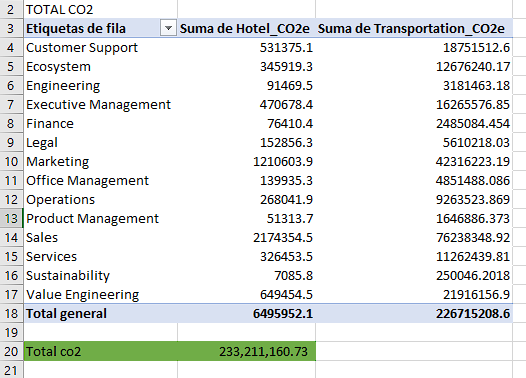 2 TOTAL CO2
3 Etiquetas de fila Suma de Hotel_CO2e Suma de Transportation_CO2e
4 Customer Support 531375.1 18751512.6
5 Ecosystem 345919.3 12676240.17
6 Engineering 91469.5 3181463.18
7 Executive Management 470678.4 16265576.85
8 Finance 76410.4 2485084.454
9 Legal 152856.3 5610218.03
10 Marketing 1210603.9 42316223.19
11 Office Management 139935.3 4851488.086
12 Operations 268041.9 9263523.869
13 Product Management 51313.7 1646886.373
14 Sales 2174354.5 76238348.92
15 Services 326453.5 11262439.81
16 Sustainability 7085.8 250046.2018
17 Value Engineering 649454.5 21916156.9
18 Total general 6495952.1 226715208.6
19
20 Total co2 233,211,160.73
21